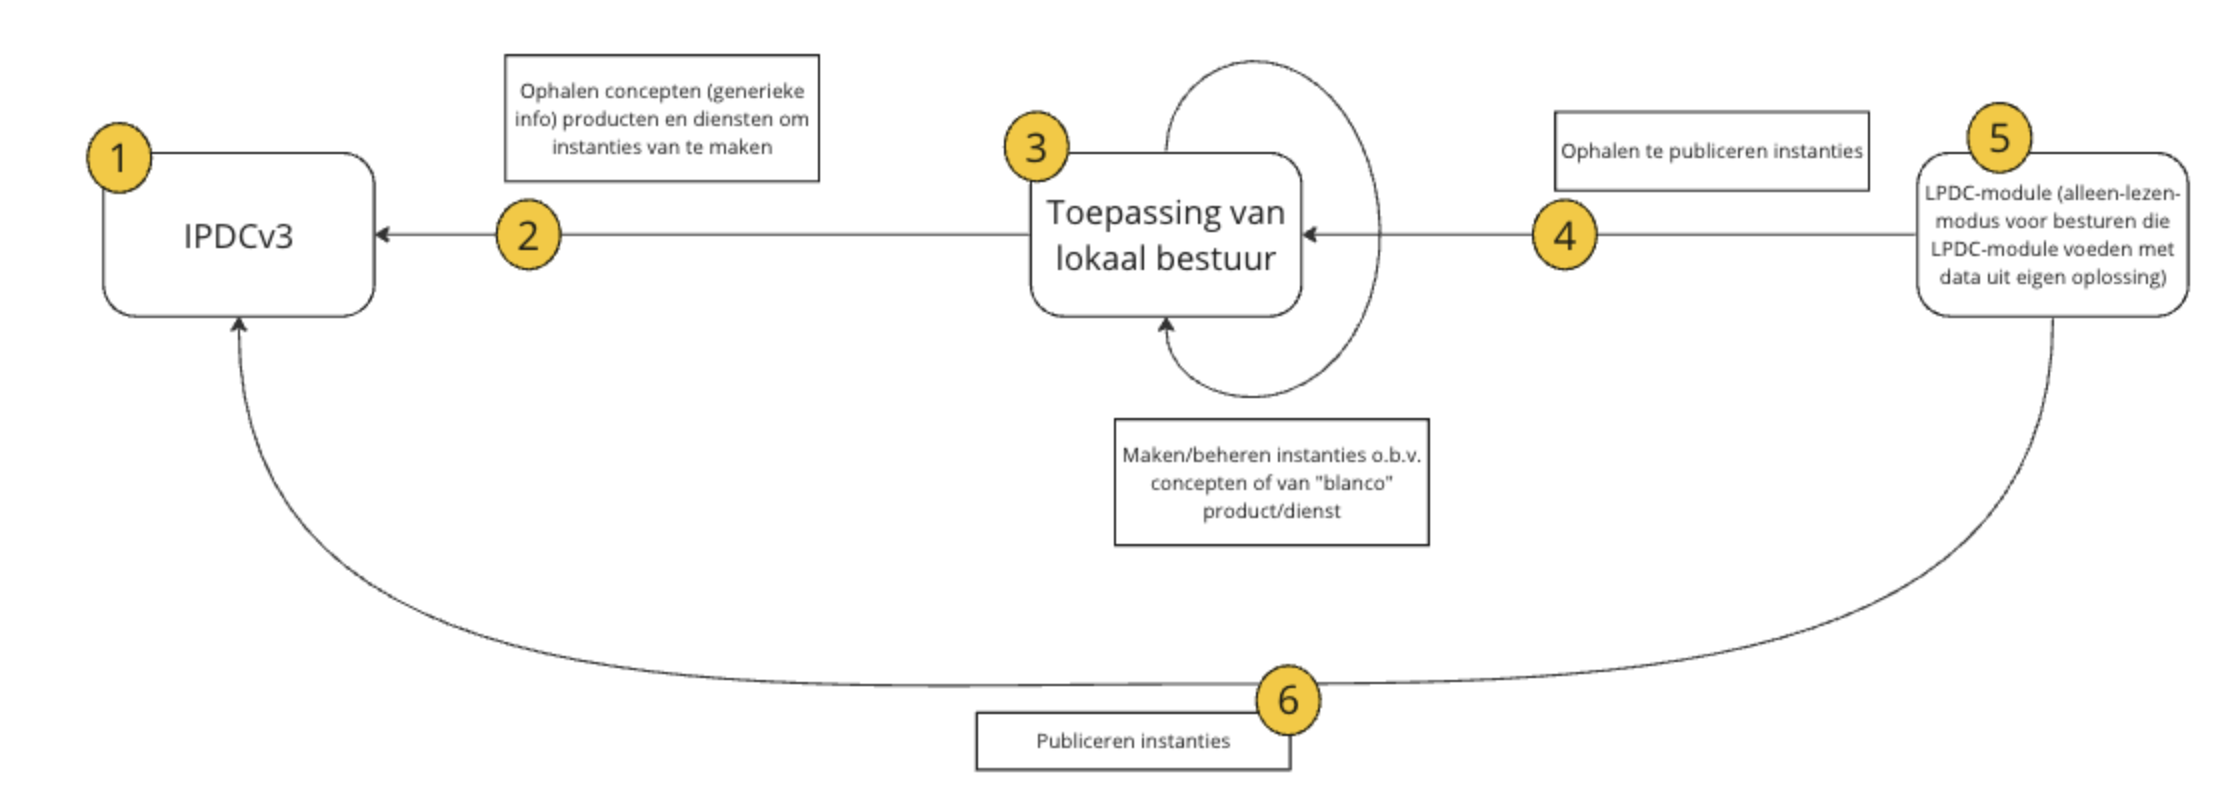 1
IPDCv3
Ophalen concepten (generieke
info) producten en diensten om
instanties van te maken
2
3
Toepassing van
lokaal bestuur
Maken/beheren instanties o.b.v.
concepten of van "blanco"
product/dienst
Ophalen te publiceren instanties
4
5
LPDC-module (alleen-lezen-
modus voor besturen die
LPDC-module voeden met
data uit eigen oplossing)
6
Publiceren instanties